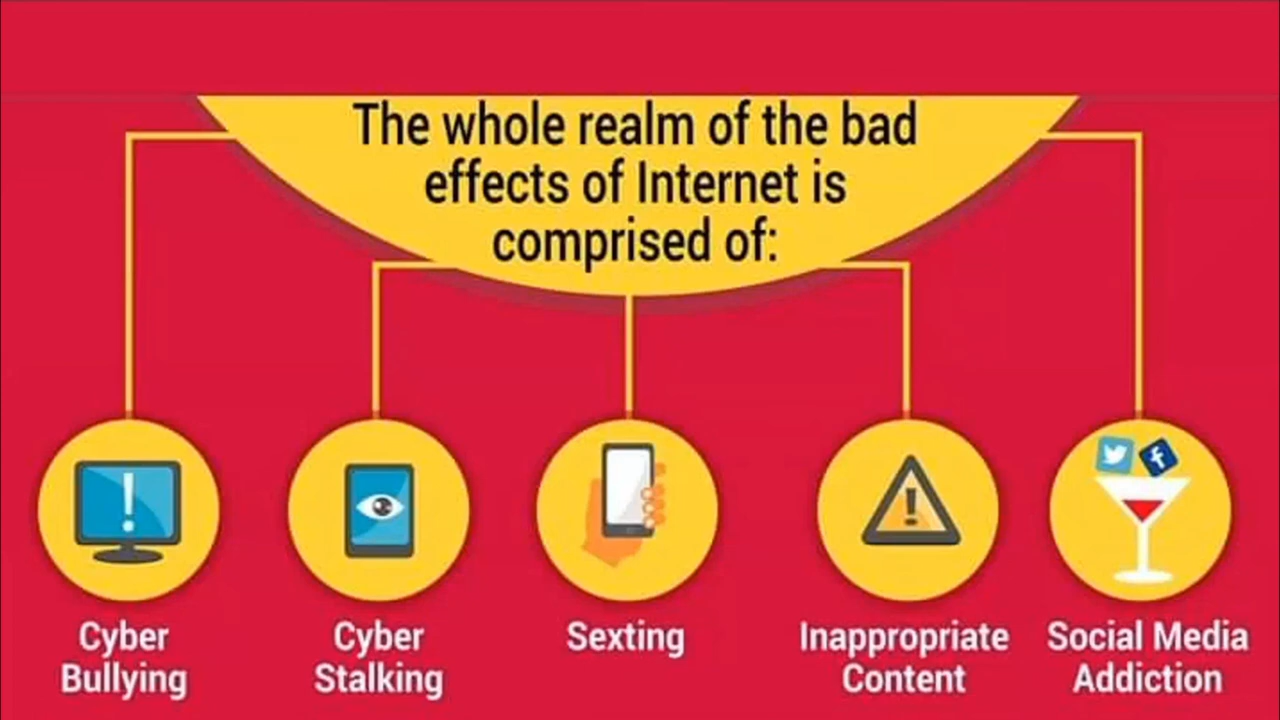 The whole realm of the bad
effects of Internet is
comprised of:
Cyber
Bullying
Cyber
Stalking
Sexting
Inappropriate
Content
Social Media
Addiction